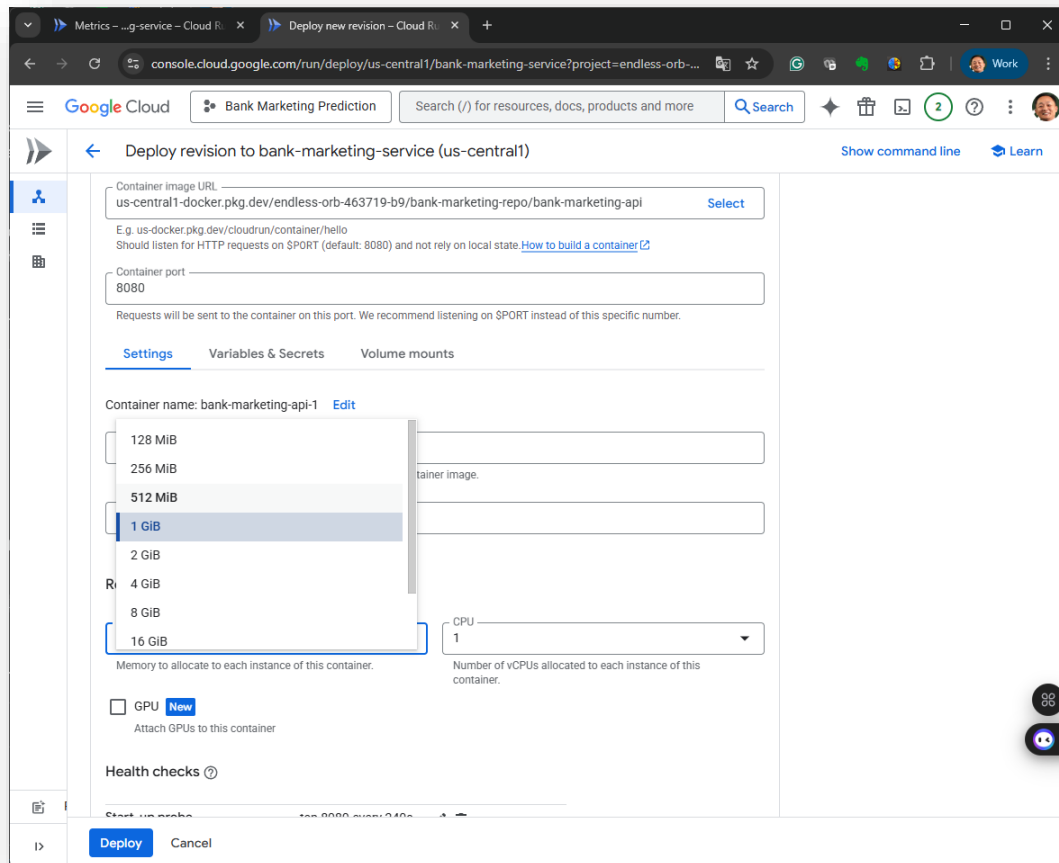 Metrics – ...g-service – Cloud Ru
Deploy new revision – Cloud Ru
console.cloud.google.com/run/deploy/us-central1/bank-marketing-service?project=endless-orb-...
Work
Google Cloud
Bank Marketing Prediction
Search (/) for resources, docs, products and more
Search
2
Deploy revision to bank-marketing-service (us-central1)
Show command line
Learn
Container image URL
us-central1-docker.pkg.dev/endless-orb-463719-b9/bank-marketing-repo/bank-marketing-api
Select
E.g. us-docker.pkg.dev/cloudrun/container/hello
Should listen for HTTP requests on $PORT (default: 8080) and not rely on local state. How to build a container
Container port
8080
Requests will be sent to the container on this port. We recommend listening on $PORT instead of this specific number.
Settings
Variables & Secrets
Volume mounts
Container name: bank-marketing-api-1
Edit
128 MiB
256 MiB
tainer image.
512 MiB
1 GiB
2 GiB
4 GiB
8 GiB
16 GiB
CPU
1
Memory to allocate to each instance of this container.
Number of vCPUs allocated to each instance of this
container.
GPU New
Attach GPUs to this container
Health checks
Start-up probe
Deploy
Cancel